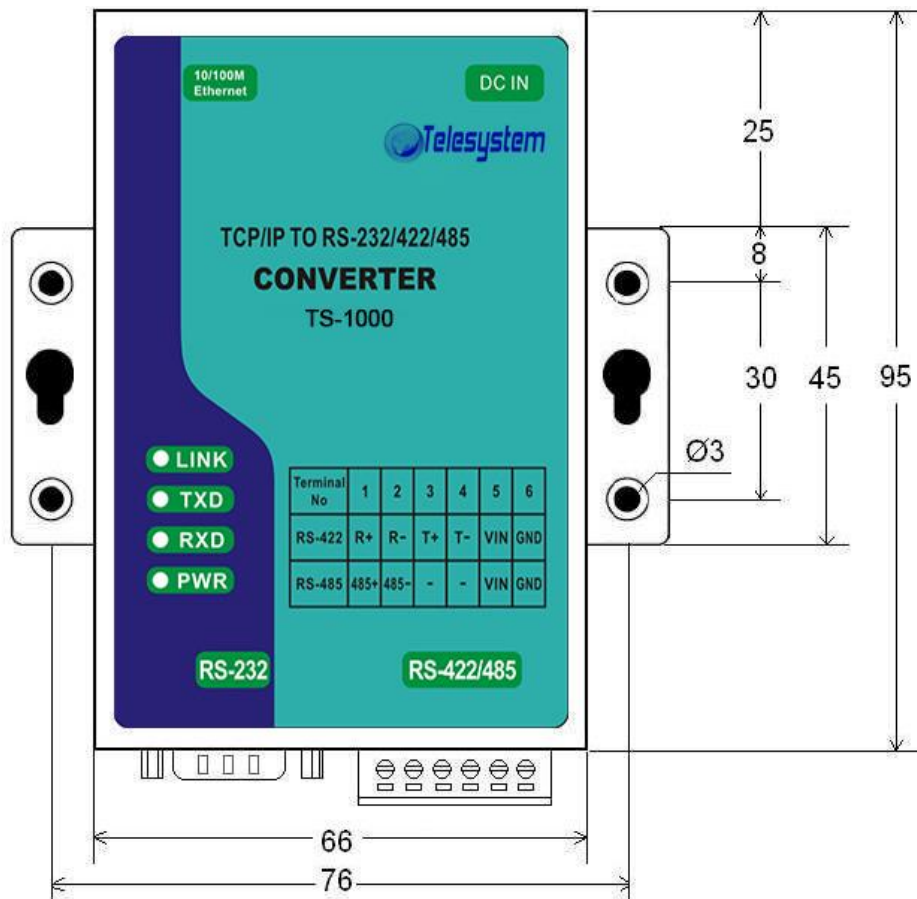 10/100M
Ethernet
DC IN
Telesystem
25
TCP/IP TO RS-232/422/485
8
CONVERTER
TS-1000
30
45
95
Ø3
LINK
TXD
RXD
PWR
Terminal No 1 2 3 4 5 6
RS-422 R+ R- T+ T- VIN GND
RS-485 485+ 485- - - VIN GND
RS-232
RS-422/485
66
76